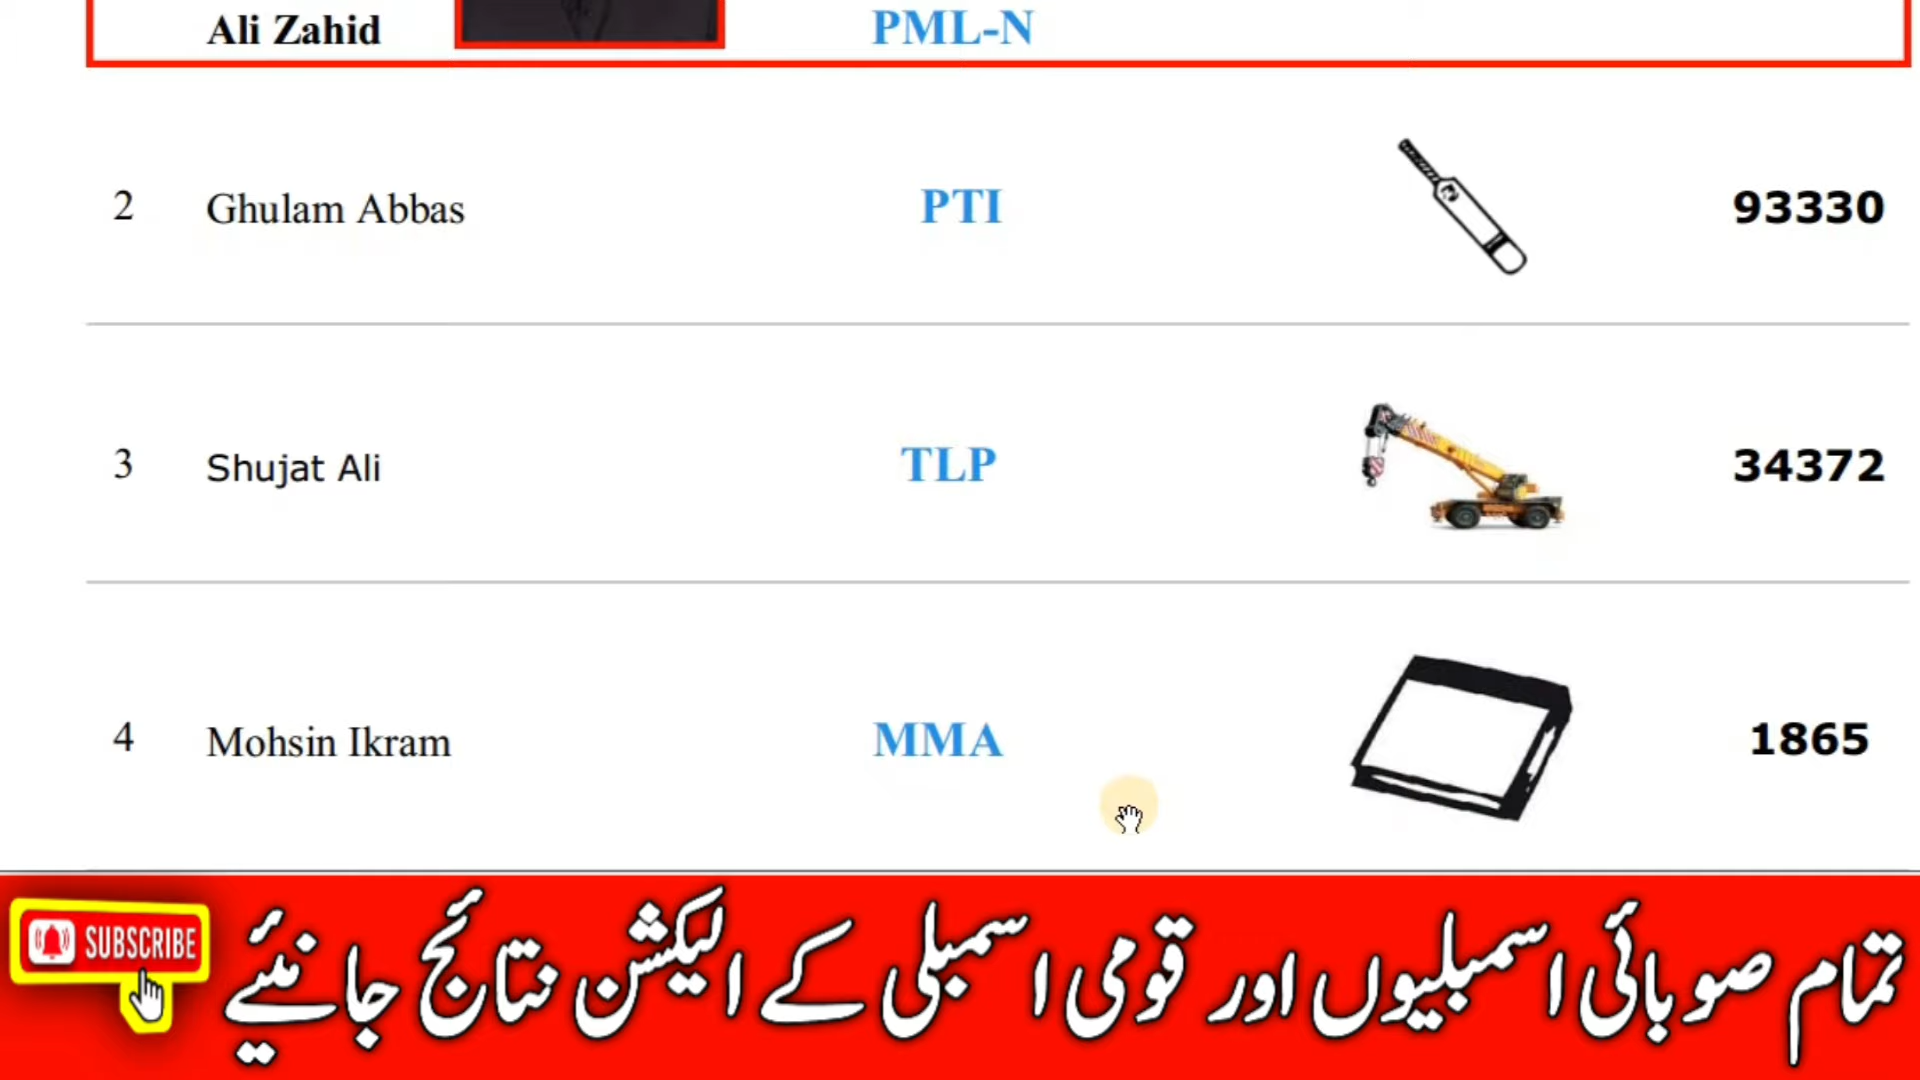 Ali Zahid PML-N
2 Ghulam Abbas PTI 93330
3 Shujat Ali TLP 34372
4 Mohsin Ikram MMA 1865
SUBSCRIBE
تمام صوبائی اسمبلیوں اور قومی اسمبلی کے الیکشن نتائج جانیئے